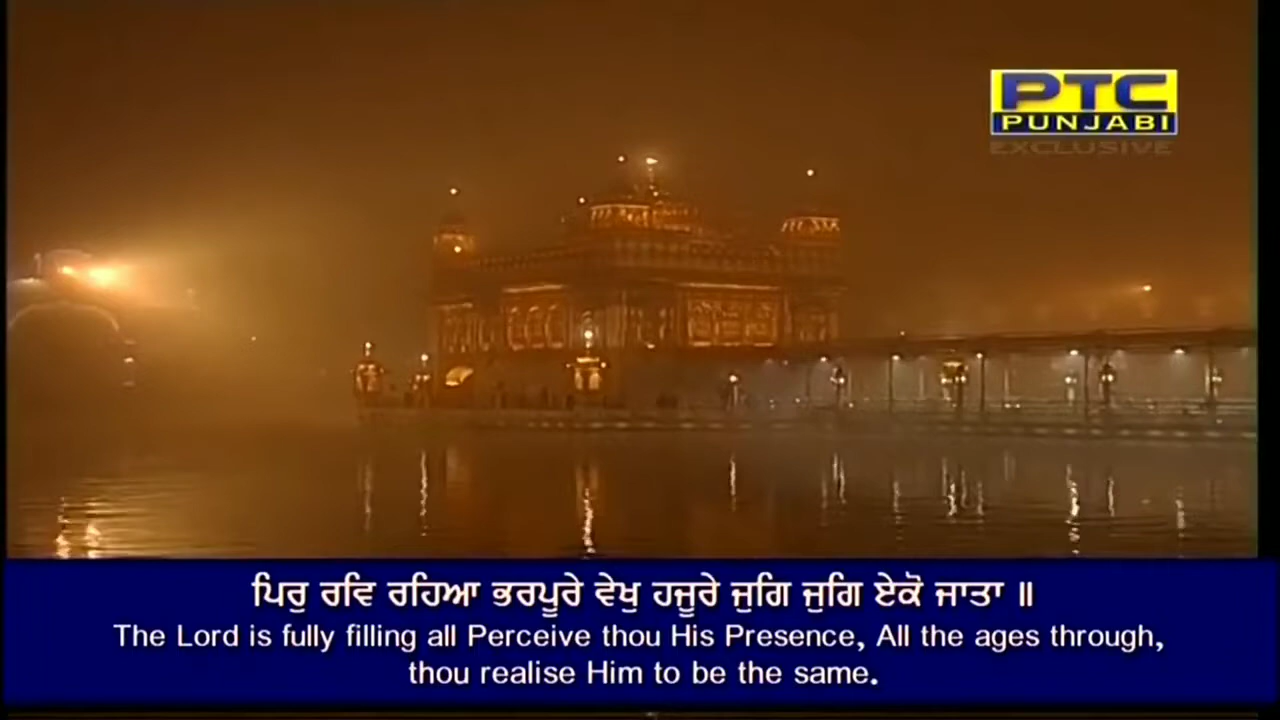 PTC
PUNJABI
EXCLUSIVE
ਪਿਰੁ ਰਵਿ ਰਹਿਆ ਭਰਪੂਰੇ ਵੇਖੁ ਹਜੂਰੇ ਜੁਗਿ ਜੁਗਿ ਏਕੋ ਜਾਤਾ ॥
The Lord is fully filling all Perceive thou His Presence, All the ages through,
thou realise Him to be the same.